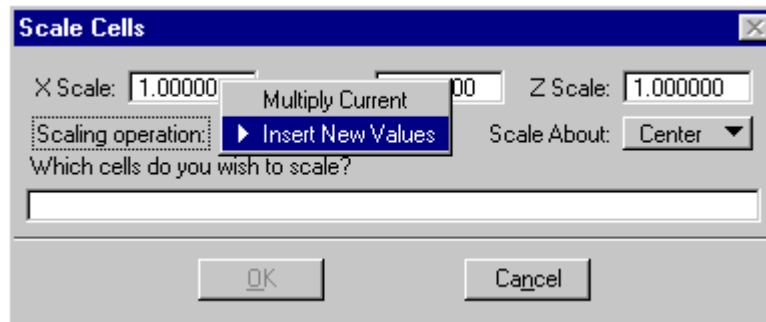 Scale Cells
X Scale: 1.00000 00 Z Scale: 1.000000
Multiply Current
Scaling operation: Insert New Values Scale About: Center
Which cells do you wish to scale?
OK Cancel